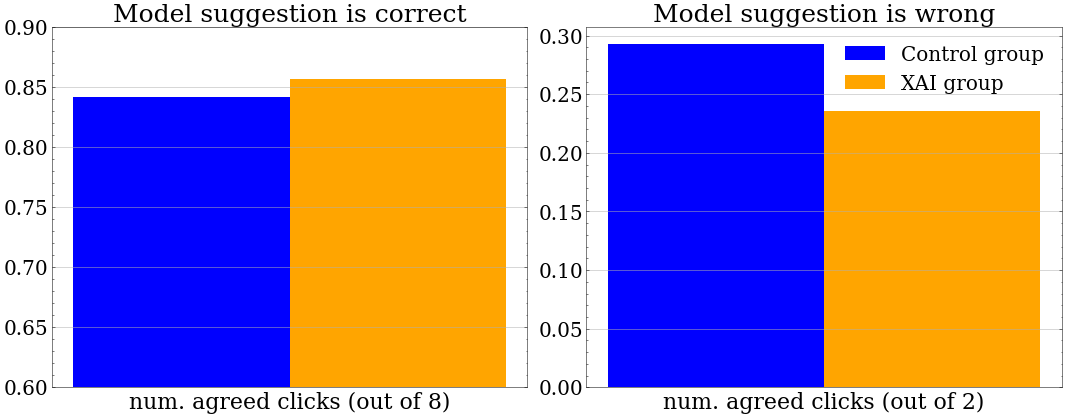 Model suggestion is correct
0.90
0.85
0.80
0.75
0.70
0.65
0.60
num. agreed clicks (out of 8)
Model suggestion is wrong
0.30
0.25
0.20
0.15
0.10
0.05
0.00
Control group
XAI group
num. agreed clicks (out of 2)